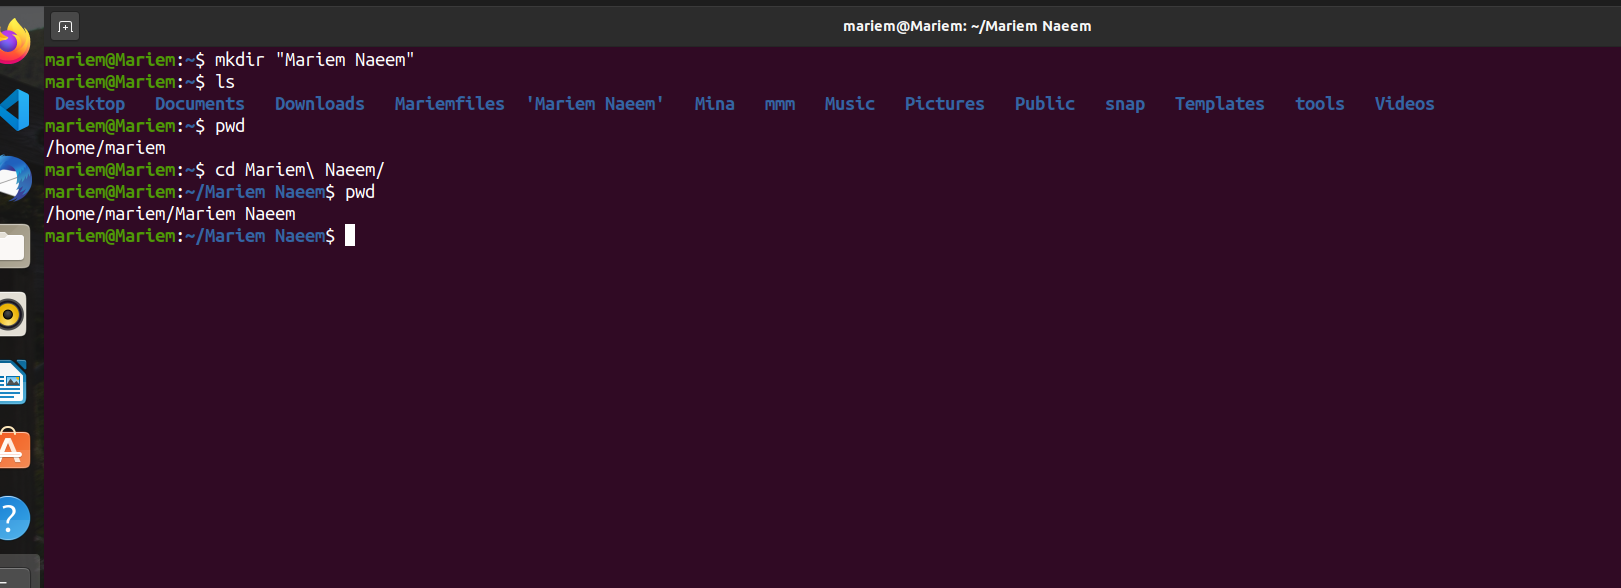 mariem@Mariem: ~/Mariem Naeem
mariem@Mariem:~$ mkdir "Mariem Naeem"
mariem@Mariem:~$ ls
Desktop Documents Downloads Mariemfiles 'Mariem Naeem' Mina mmm Music Pictures Public snap Templates tools Videos
mariem@Mariem:~$ pwd
/home/mariem
mariem@Mariem:~$ cd Mariem\ Naeem/
mariem@Mariem:~/Mariem Naeem$ pwd
/home/mariem/Mariem Naeem
mariem@Mariem:~/Mariem Naeem$